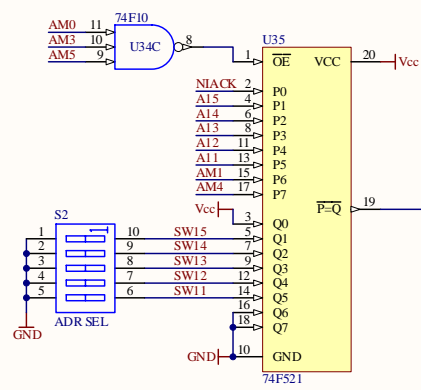 74F10
AM0 11
AM3 10 U34C 8
AM5 9
U35
1 OE VCC 20 Vcc
NIACK 2 P0
A15 4 P1
A14 6 P2
A13 8 P3
A12 11 P4
A11 13 P5
AM1 15 P6
AM4 17 P7
P=Q 19
Vcc 3 Q0
S2
1 10 SW15 5 Q1
2 9 SW14 7 Q2
3 8 SW13 9 Q3
4 7 SW12 12 Q4
5 6 SW11 14 Q5
16 Q6
18 Q7
ADR SEL
GND
GND 10 GND
74F521